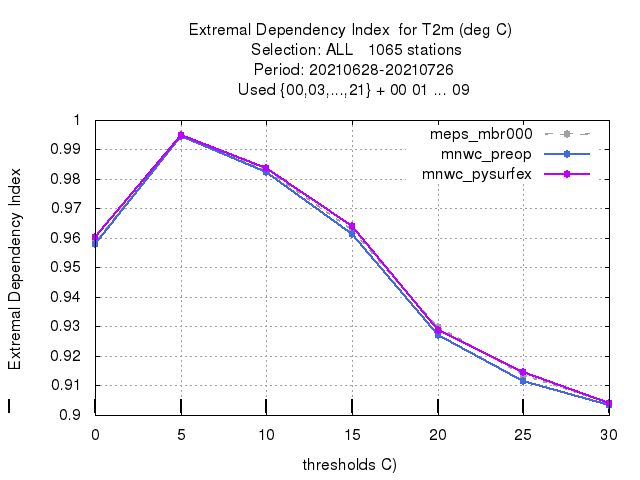 Extremal Dependency Index  for T2m (deg C)
Selection: ALL   1065 stations
Period: 20210628-20210726
Used {00,03,...,21} + 00 01 ... 09
Extremal Dependency Index
1
0.99
0.98
0.97
0.96
0.95
0.94
0.93
0.92
0.91
0.9
meps_mbr000
mnwc_preop
mnwc_pysurfex
0 5 10 15 20 25 30
thresholds C)